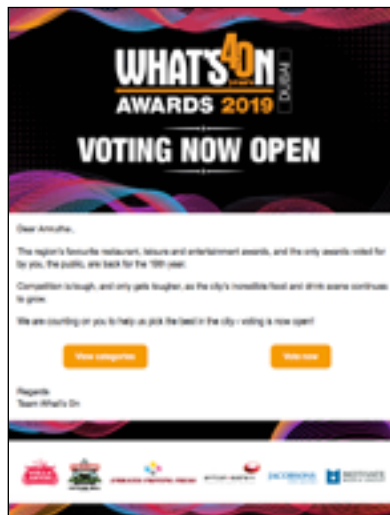 WHAT'S ON
40
AWARDS 2019
DUBAI
VOTING NOW OPEN
The region's favourite restaurant, leisure and entertainment awards, and the only awards voted for
by you, the public, are back for the year.
Competition is tough, and only gets tougher, as the city's incredible food and drink scene continues
to grow.
We are counting on you to help us pick the best in the city - voting is now open!
View categories
Vote now
Regards
Team What's On
STELLA
JACOBSONS
MOTIVATE